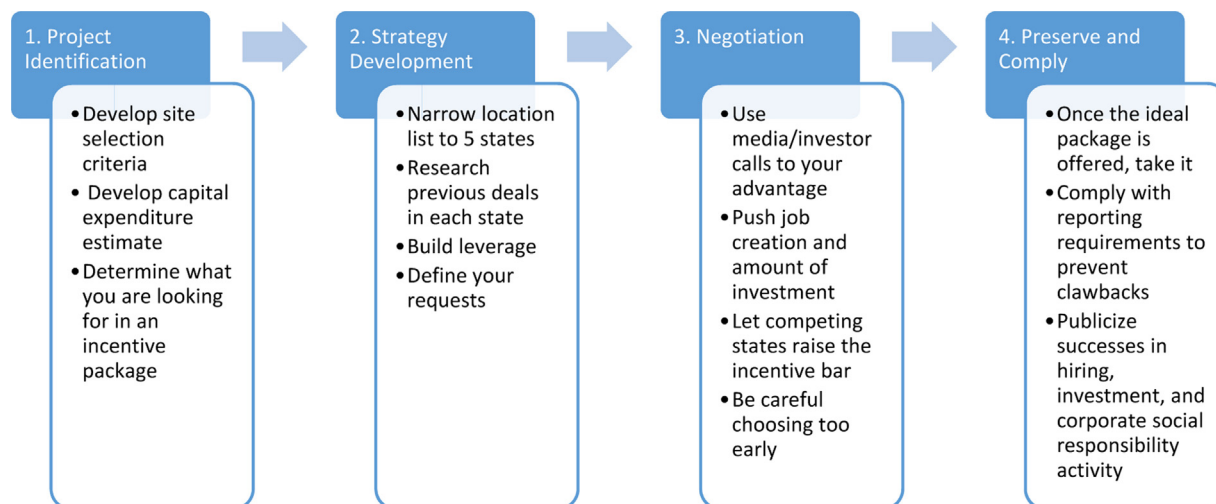 1. Project
Identification
•Develop site
selection
criteria
• Develop capital
expenditure
estimate
•Determine what
you are looking
for in an
incentive
package
2. Strategy
Development
•Narrow location
list to 5 states
•Research
previous deals
in each state
•Build leverage
•Define your
requests
3. Negotiation
•Use
media/investor
calls to your
advantage
•Push job
creation and
amount of
investment
•Let competing
states raise the
incentive bar
•Be careful
choosing too
early
4. Preserve and
Comply
•Once the ideal
package is
offered, take it
•Comply with
reporting
requirements to
prevent
clawbacks
•Publicize
successes in
hiring,
investment, and
corporate social
responsibility
activity